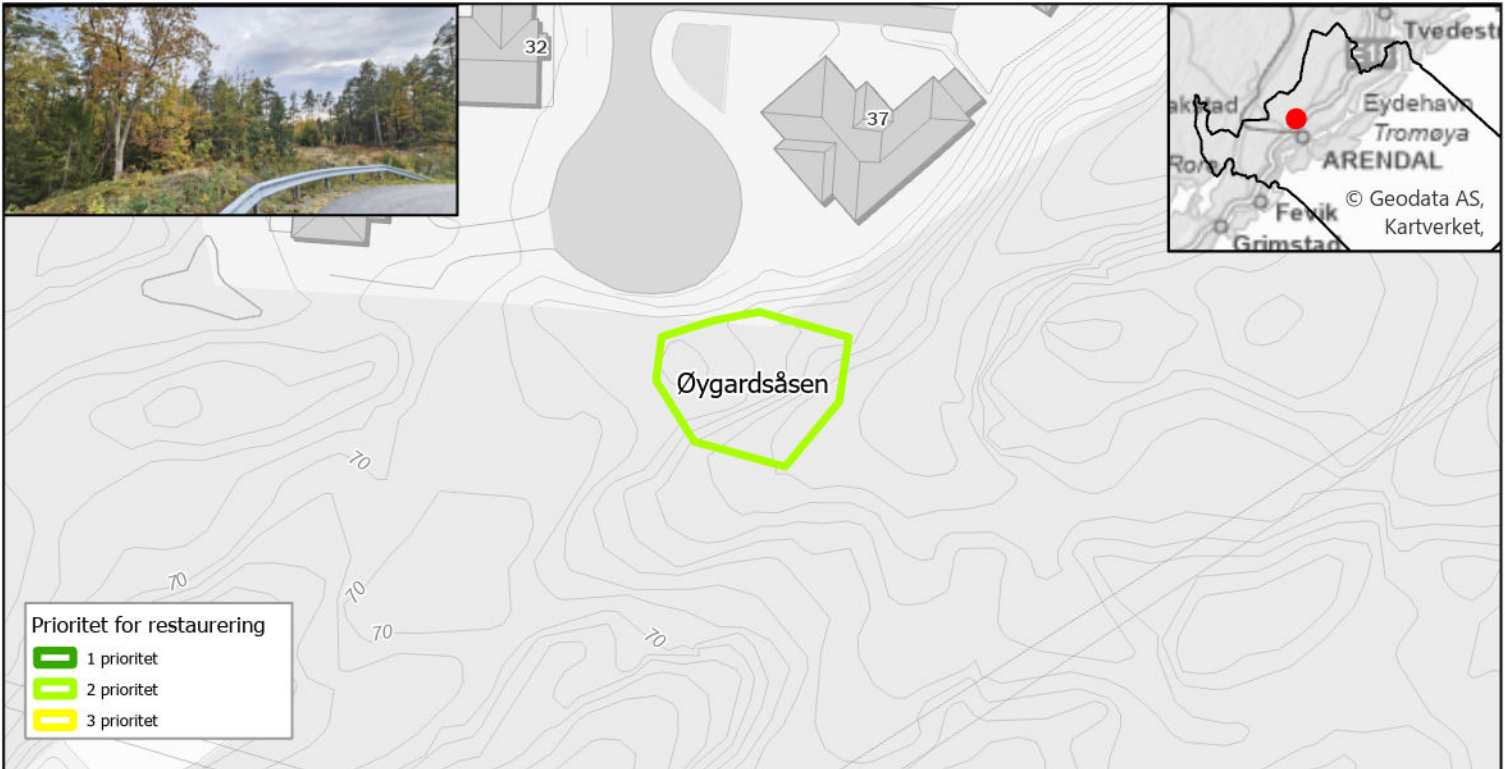 32
37
Tvedestr
akstad
Eydehavn
Tromøya
Rore
ARENDAL
© Geodata AS,
Fevik
Kartverket,
Grimstad
Øygardsåsen
70
70
70
70
70
Prioritet for restaurering
1 prioritet
2 prioritet
3 prioritet